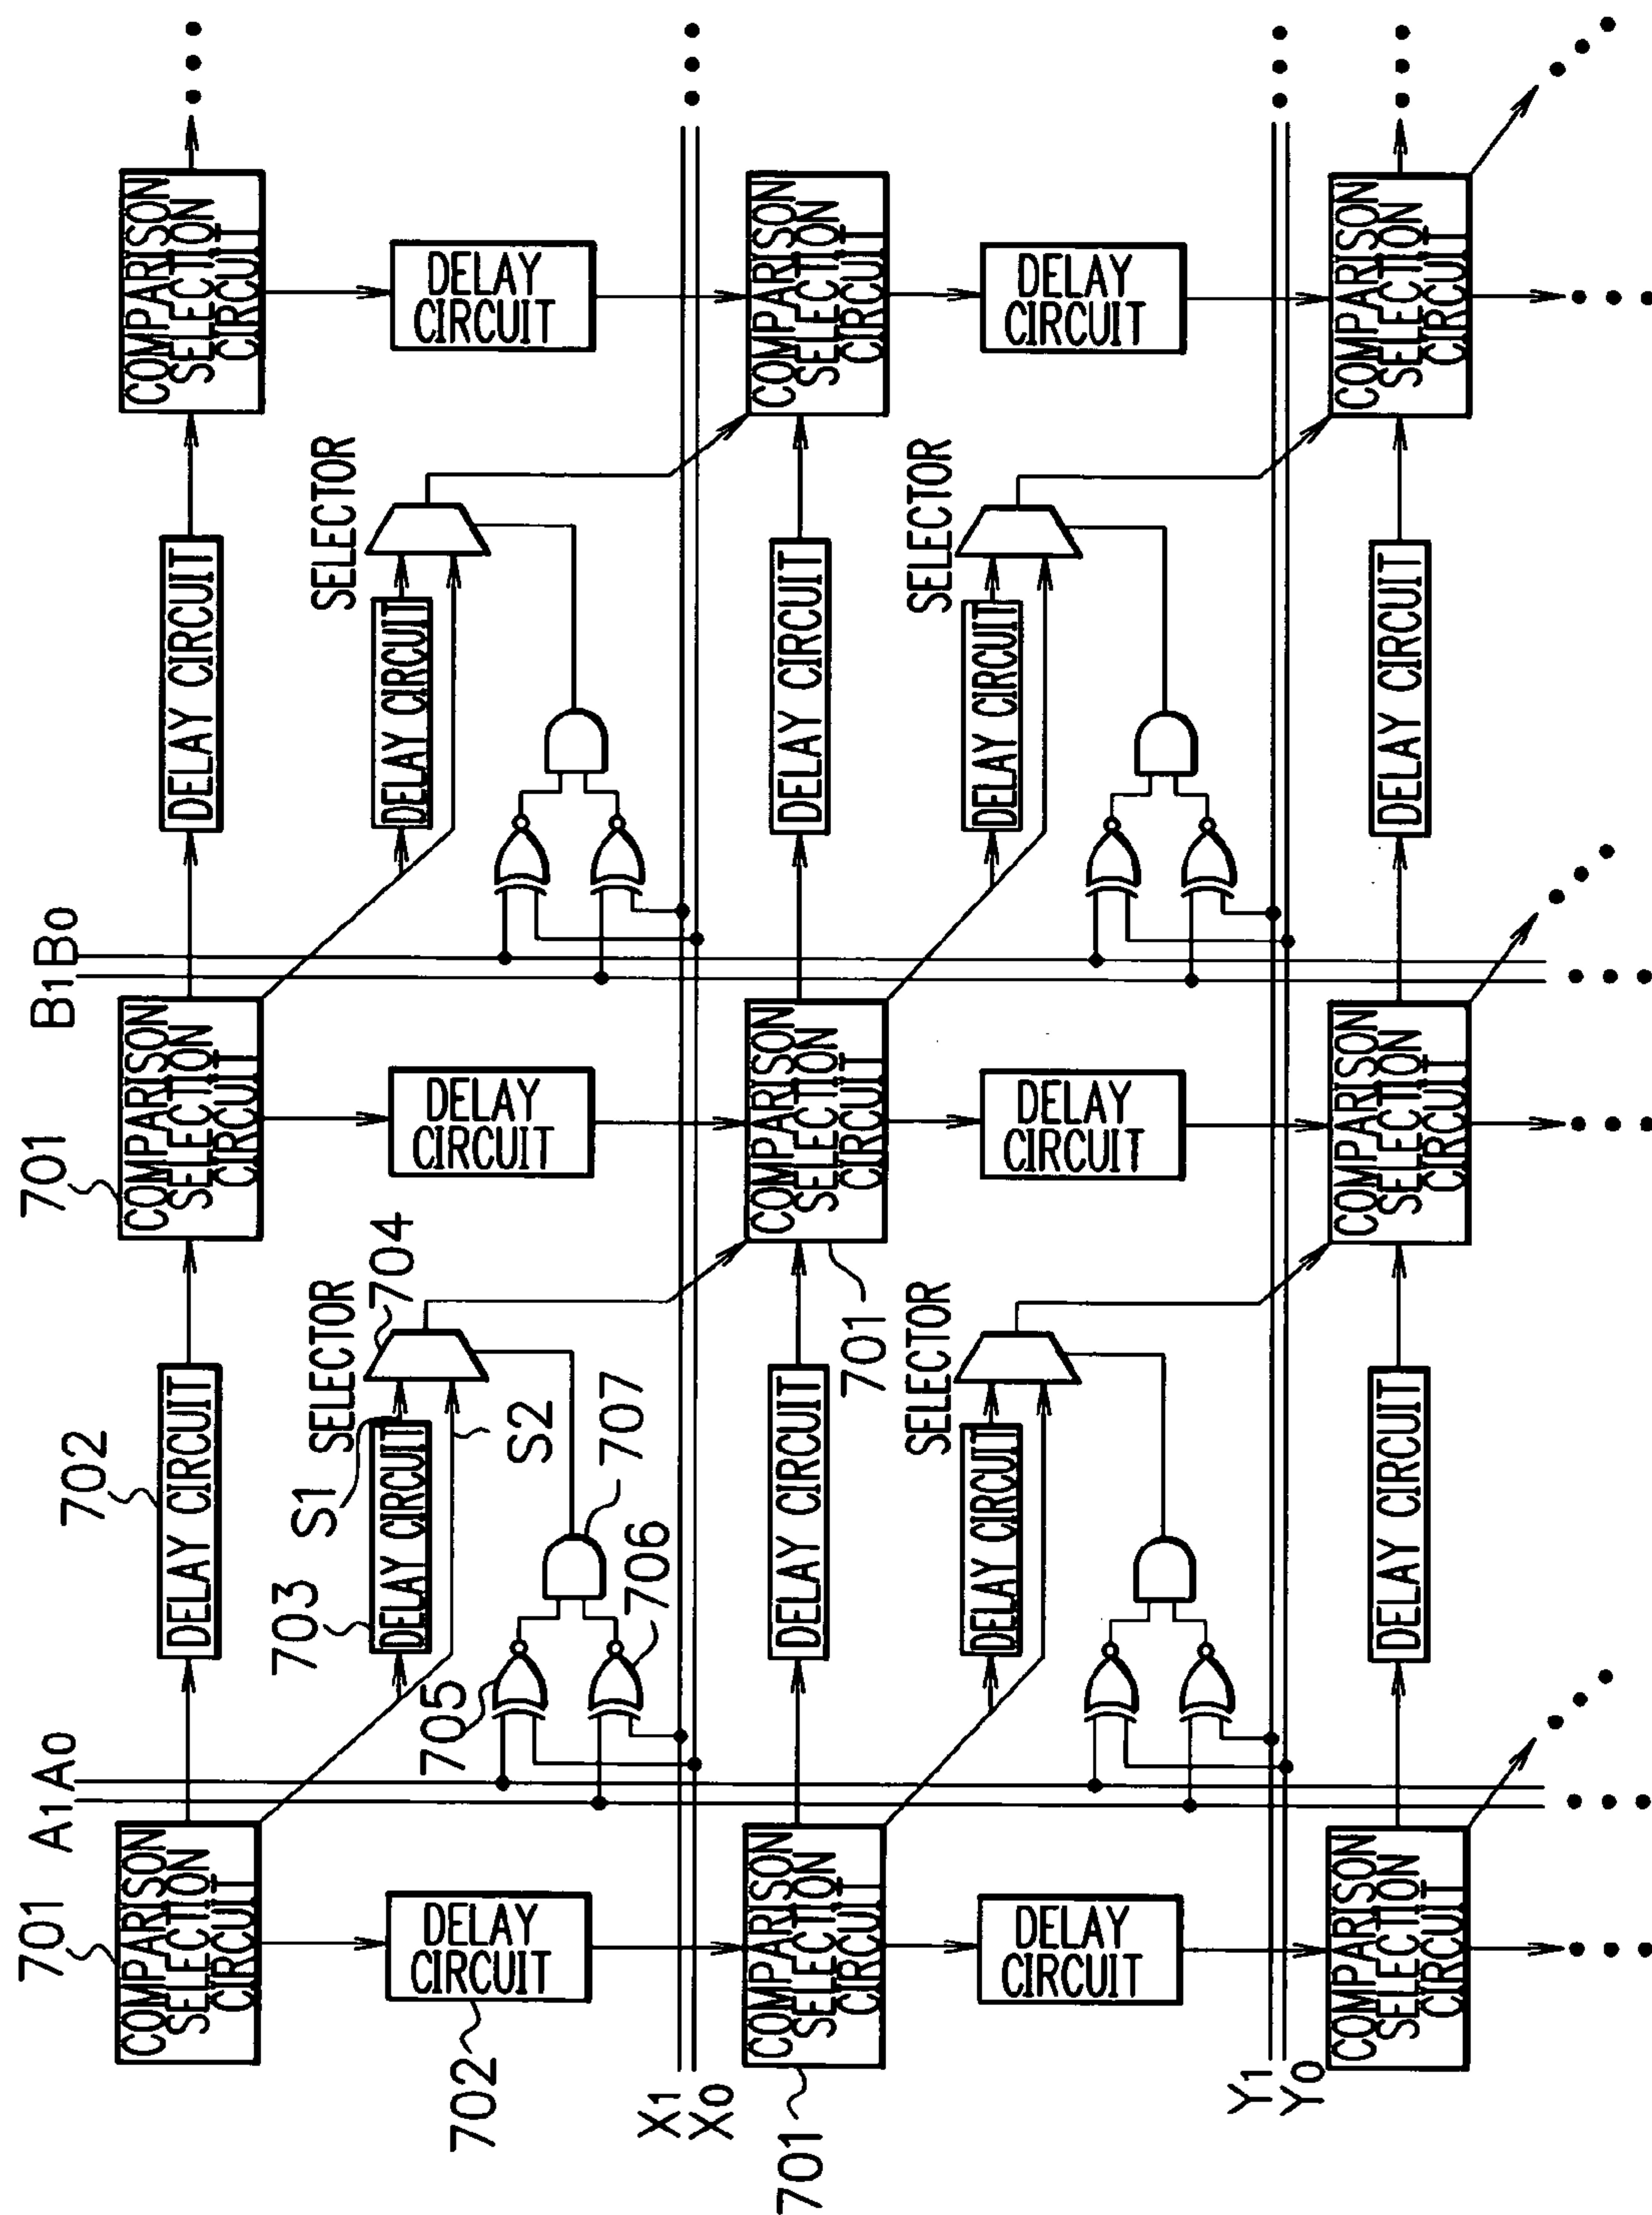 701
A1 A0
702
701
B1 B0
COMPARISON
SELECTION
CIRCUIT
DELAY CIRCUIT
COMPARISON
SELECTION
CIRCUIT
DELAY CIRCUIT
COMPARISON
SELECTION
CIRCUIT
703
S1
SELECTOR
704
SELECTOR
DELAY
CIRCUIT
DELAY CIRCUIT
DELAY
CIRCUIT
DELAY CIRCUIT
DELAY
CIRCUIT
702
705
S2
706
707
X1
X0
COMPARISON
SELECTION
CIRCUIT
DELAY CIRCUIT
COMPARISON
SELECTION
CIRCUIT
DELAY CIRCUIT
COMPARISON
SELECTION
CIRCUIT
701
701
SELECTOR
SELECTOR
DELAY
CIRCUIT
DELAY CIRCUIT
DELAY
CIRCUIT
DELAY CIRCUIT
DELAY
CIRCUIT
Y1
Y0
COMPARISON
SELECTION
CIRCUIT
DELAY CIRCUIT
COMPARISON
SELECTION
CIRCUIT
DELAY CIRCUIT
COMPARISON
SELECTION
CIRCUIT